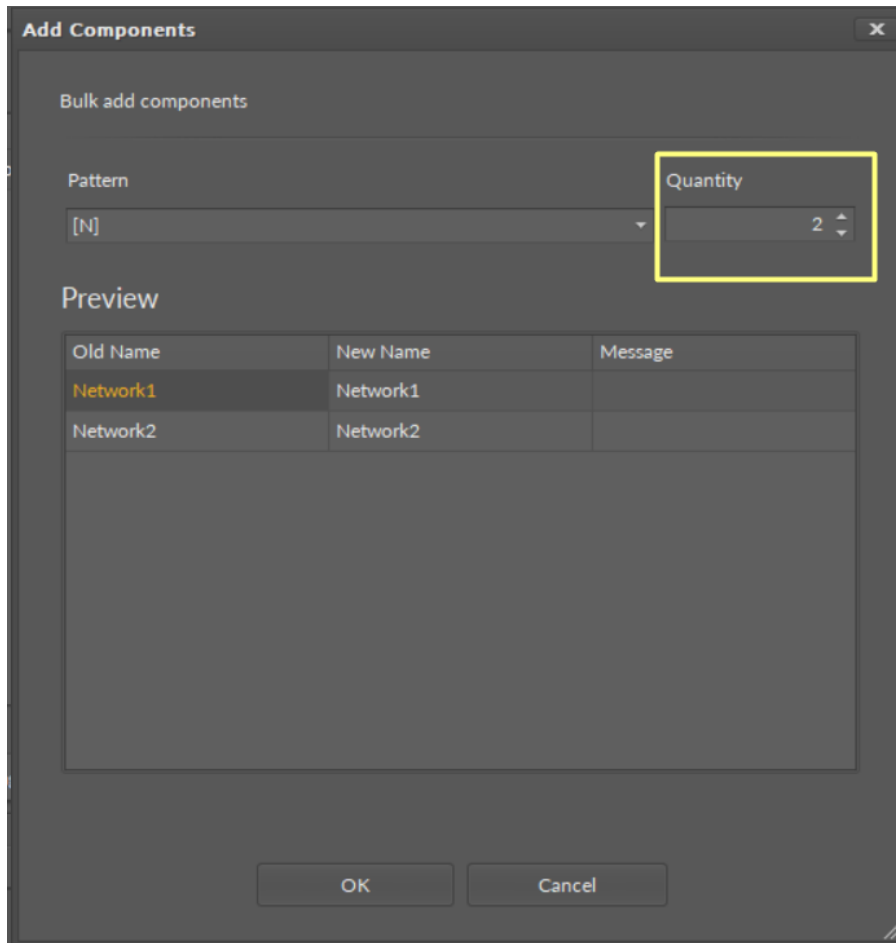 Add Components
Bulk add components
Pattern Quantity
[N] 2
Preview
Old Name New Name Message
Network1 Network1
Network2 Network2
OK Cancel